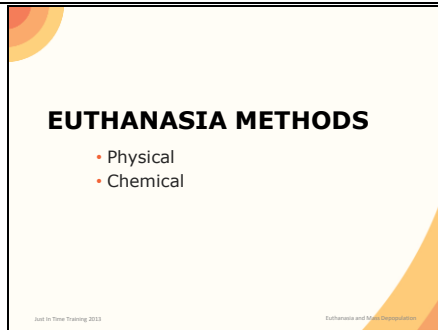 EUTHANASIA METHODS
• Physical
• Chemical
Just In Time Training 2013
Euthanasia and Mass Depopulation